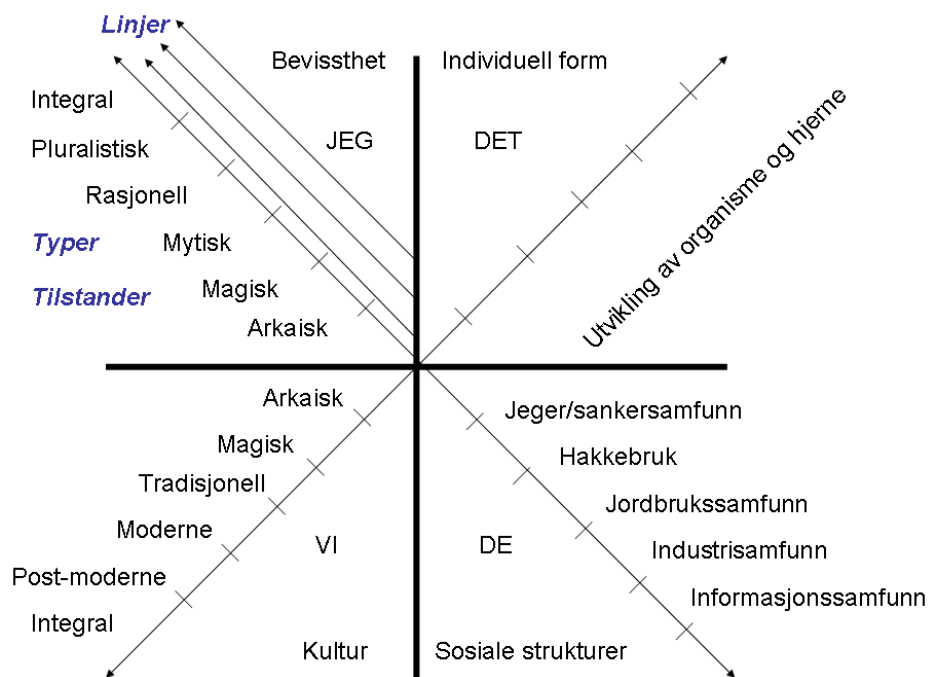 Linjer
Bevissthet
Individuell form
Integral
JEG
DET
Pluralistisk
Rasjonell
Typer
Mytisk
Tilstander
Magisk
Arkaisk
Utvikling av organisme og hjerne
Arkaisk
Magisk
Tradisjonell
Moderne
VI
Post-moderne
Integral
Kultur
Jeger/sankersamfunn
Hakkebruk
Jordbrukssamfunn
DE
Industrisamfunn
Informasjonssamfunn
Sosiale strukturer